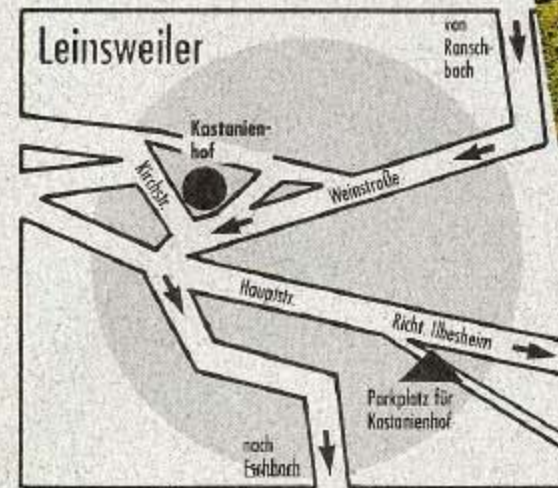 Leinsweiler
von
Ransch-
bach
Kastanien-
hof
Kirchstr.
Weinstraße
Hauptstr.
Richt. Ilbesheim
Parkplatz für
Kastanienhof
nach
Eschbach